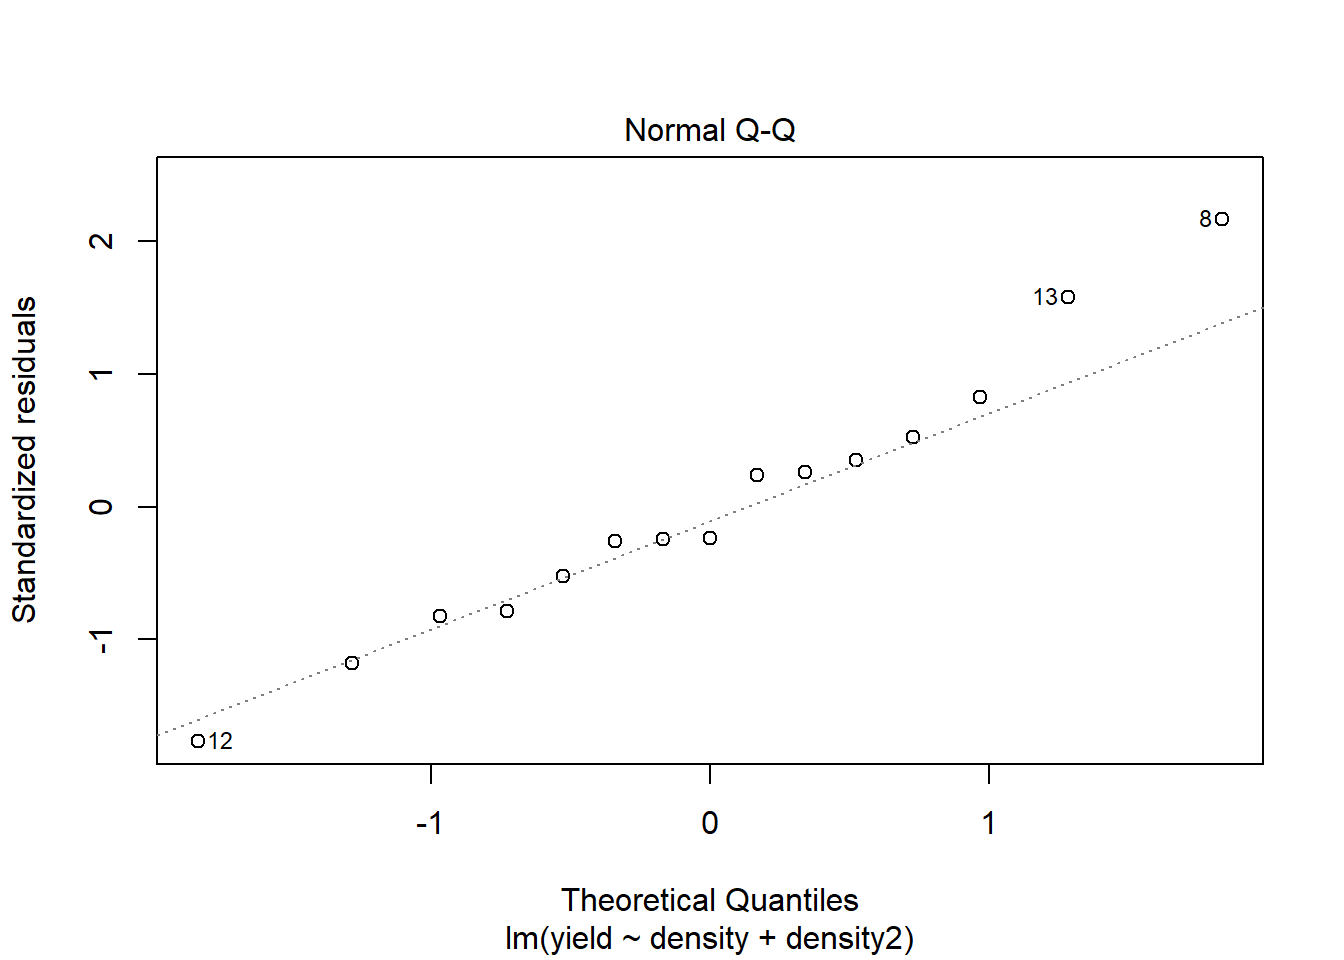 Normal Q-Q
Standardized residuals
2
1
0
-1
8
13
12
-1 0 1
Theoretical Quantiles
lm(yield ~ density + density2)